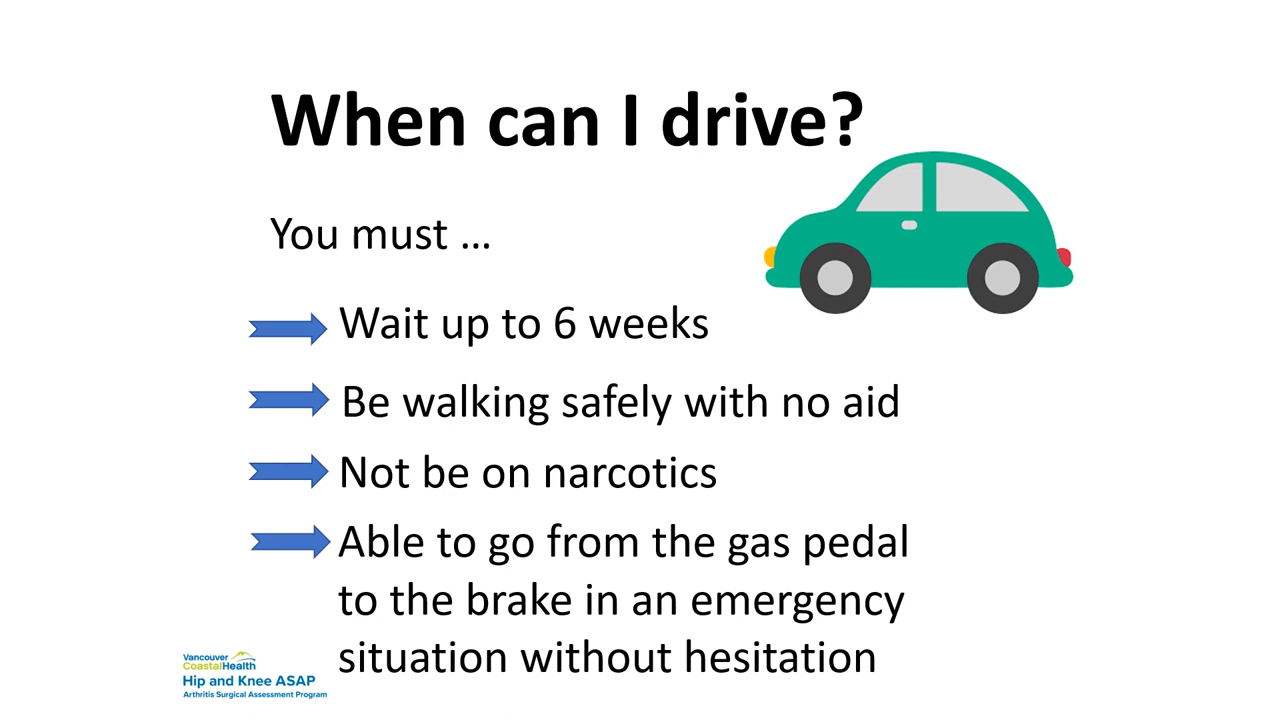 When can I drive?
You must ...
Wait up to 6 weeks
Be walking safely with no aid
Not be on narcotics
Able to go from the gas pedal
to the brake in an emergency
situation without hesitation
Vancouver
CoastalHealth
Hip and Knee ASAP
Arthritis Surgical Assessment Program